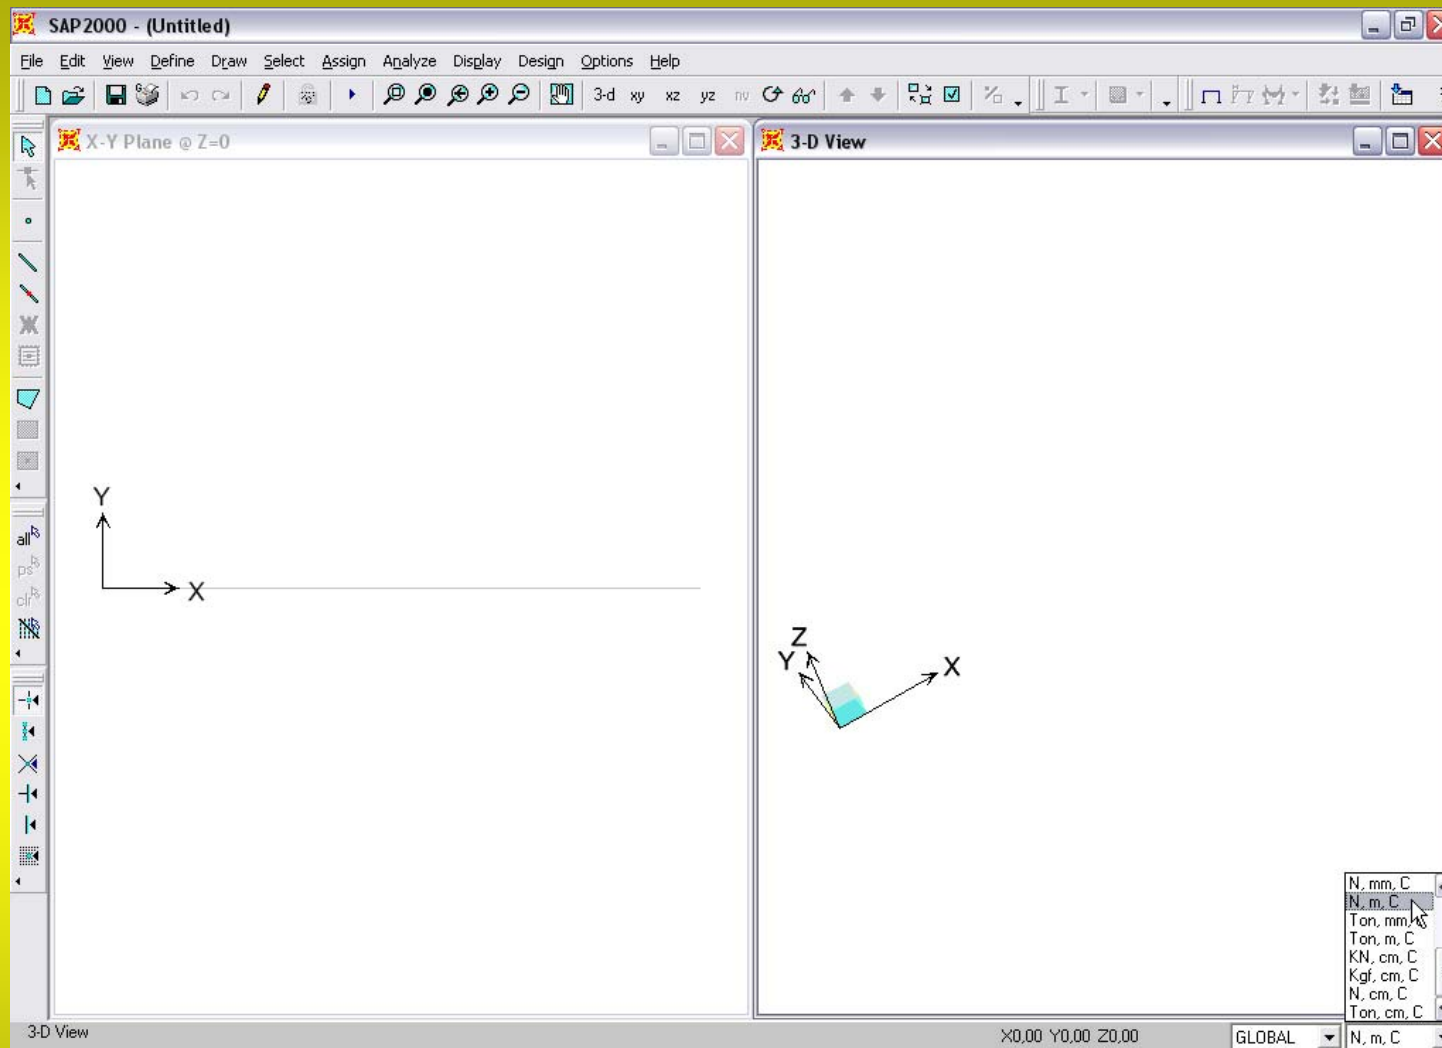 SAP2000 - (Untitled)
File Edit View Define Draw Select Assign Analyze Display Design Options Help
3-d xy xz yz nv
X-Y Plane @ Z=0
3-D View
all
ps
clr
Y
X
Z
Y
X
N, mm, C
N, m, C
Ton, mm,
Ton, m, C
KN, cm, C
Kgf, cm, C
N, cm, C
Ton, cm, C
3-D View
X0,00 Y0,00 Z0,00
GLOBAL
N, m, C